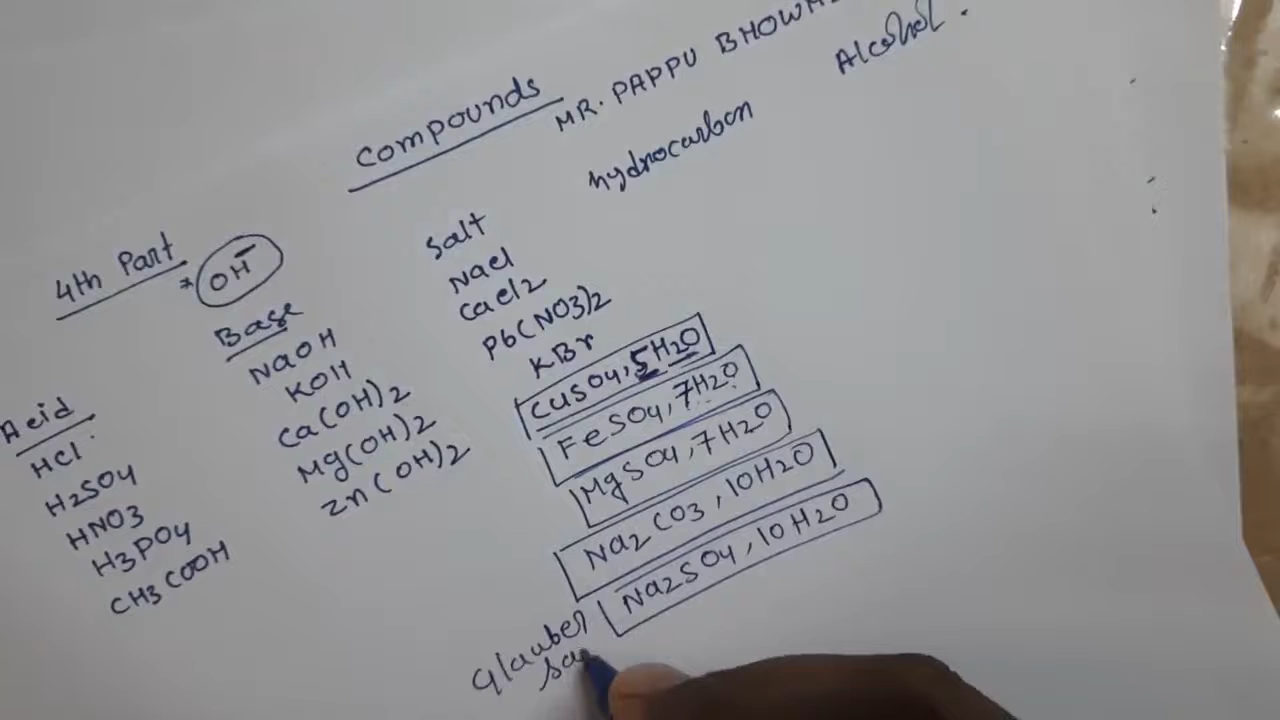 Compounds
MR. PAPPU
Alcohol.
hydrocarbon
4th Part
* OH-
Acid
HCl
H2SO4
HNO3
H3PO4
CH3COOH
Base
NaOH
KOH
Ca(OH)2
Mg(OH)2
Zn(OH)2
Salt
NaCl
CaCl2
Pb(NO3)2
KBr
CuSO4, 5H2O
FeSO4, 7H2O
MgSO4, 7H2O
Na2CO3, 10H2O
Na2SO4, 10H2O
Glauber
sa